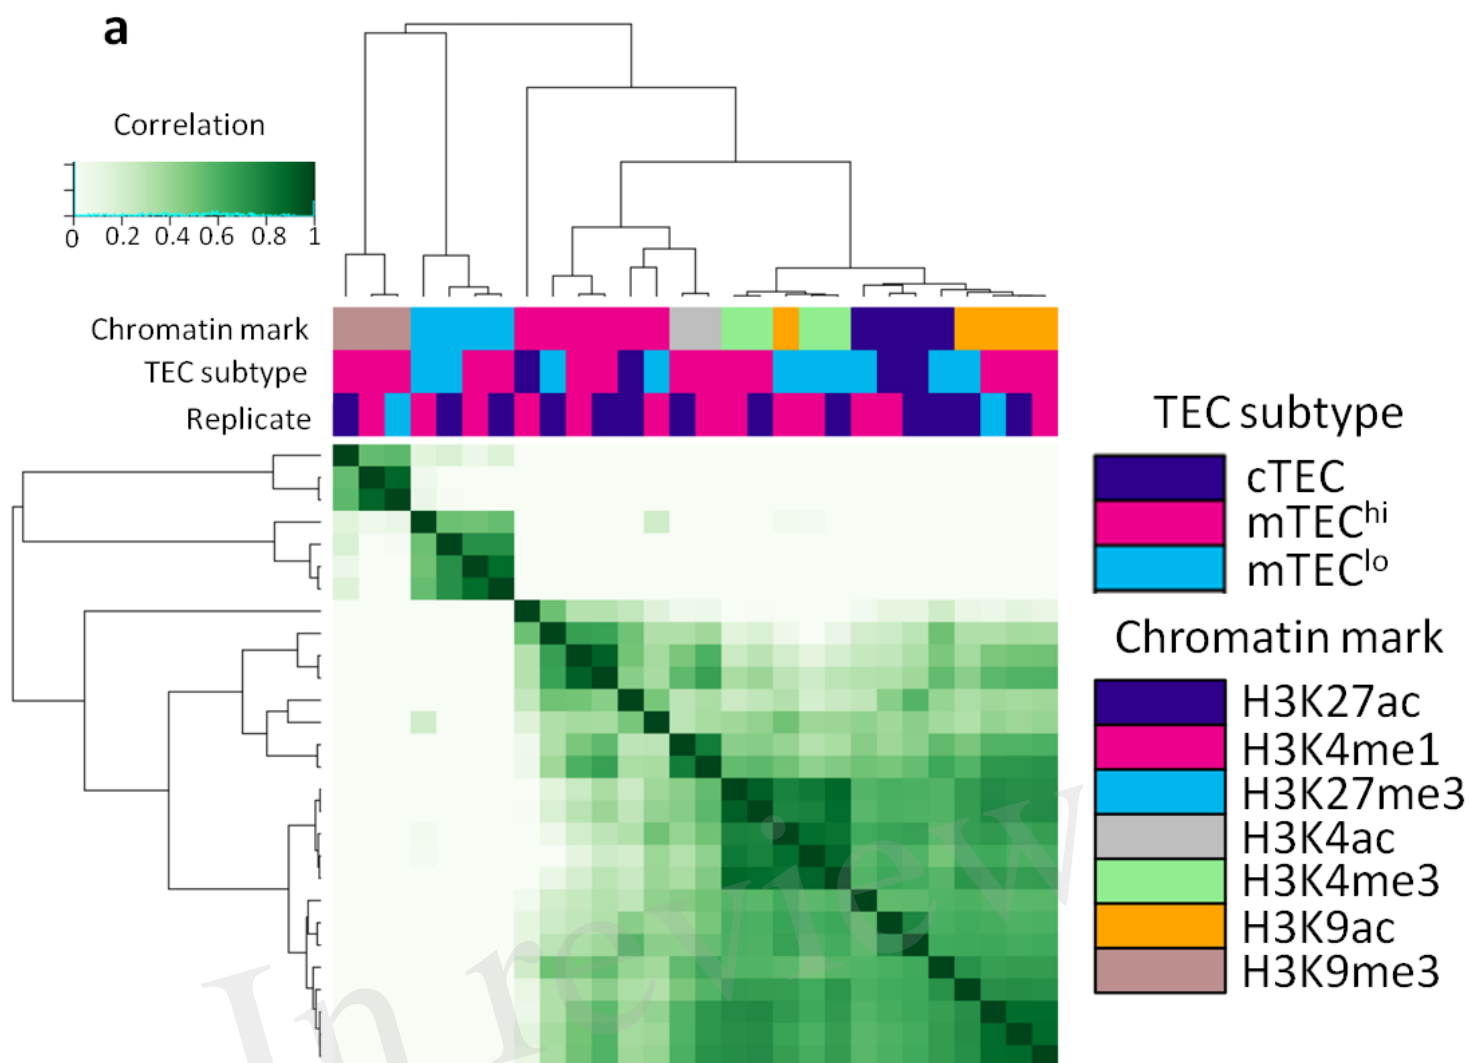 a
Correlation
0 0.2 0.4 0.6 0.8 1
Chromatin mark
TEC subtype
Replicate
TEC subtype
cTEC
mTEChi
mTEClo
Chromatin mark
H3K27ac
H3K4me1
H3K27me3
H3K4ac
H3K4me3
H3K9ac
H3K9me3
In review